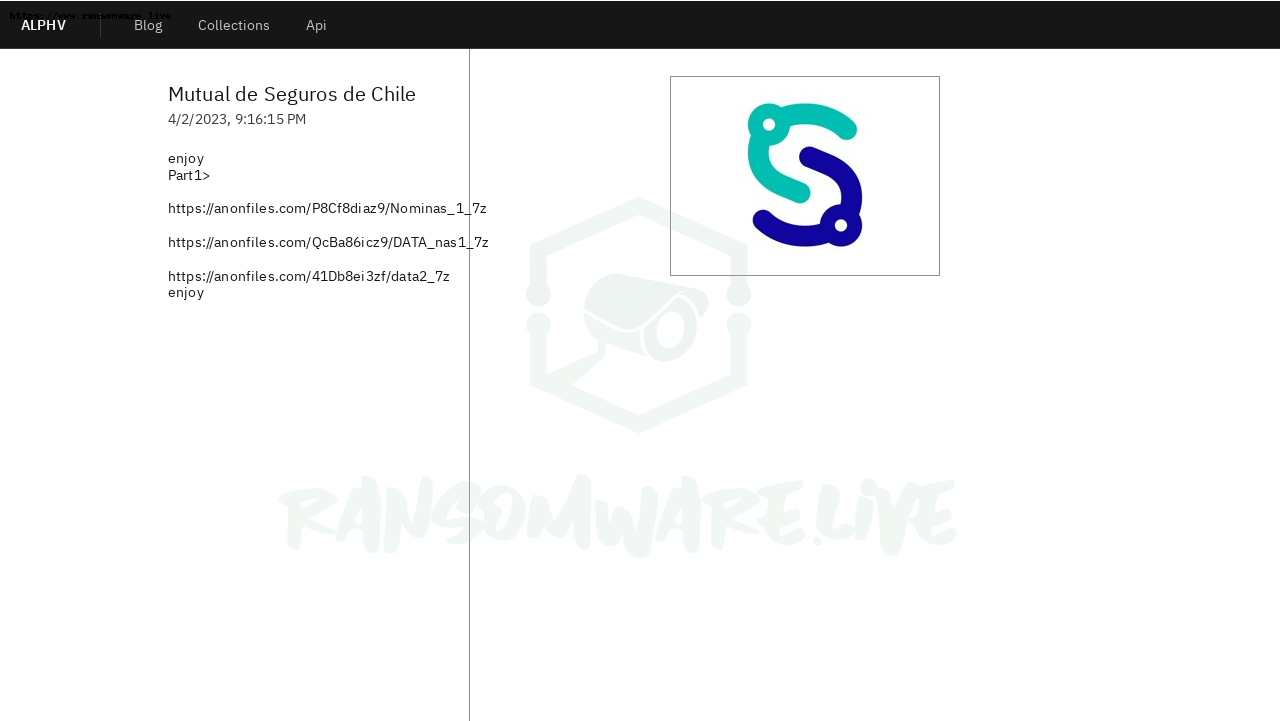 https://www.ransomware.live
ALPHV
Blog
Collections
Api
Mutual de Seguros de Chile
4/2/2023, 9:16:15 PM
enjoy
Part1>
https://anonfiles.com/P8Cf8diaz9/Nominas_1_7z
https://anonfiles.com/QcBa86icz9/DATA_nas1_7z
https://anonfiles.com/41Db8ei3zf/data2_7z
enjoy
RANSOMWARE.LIVE